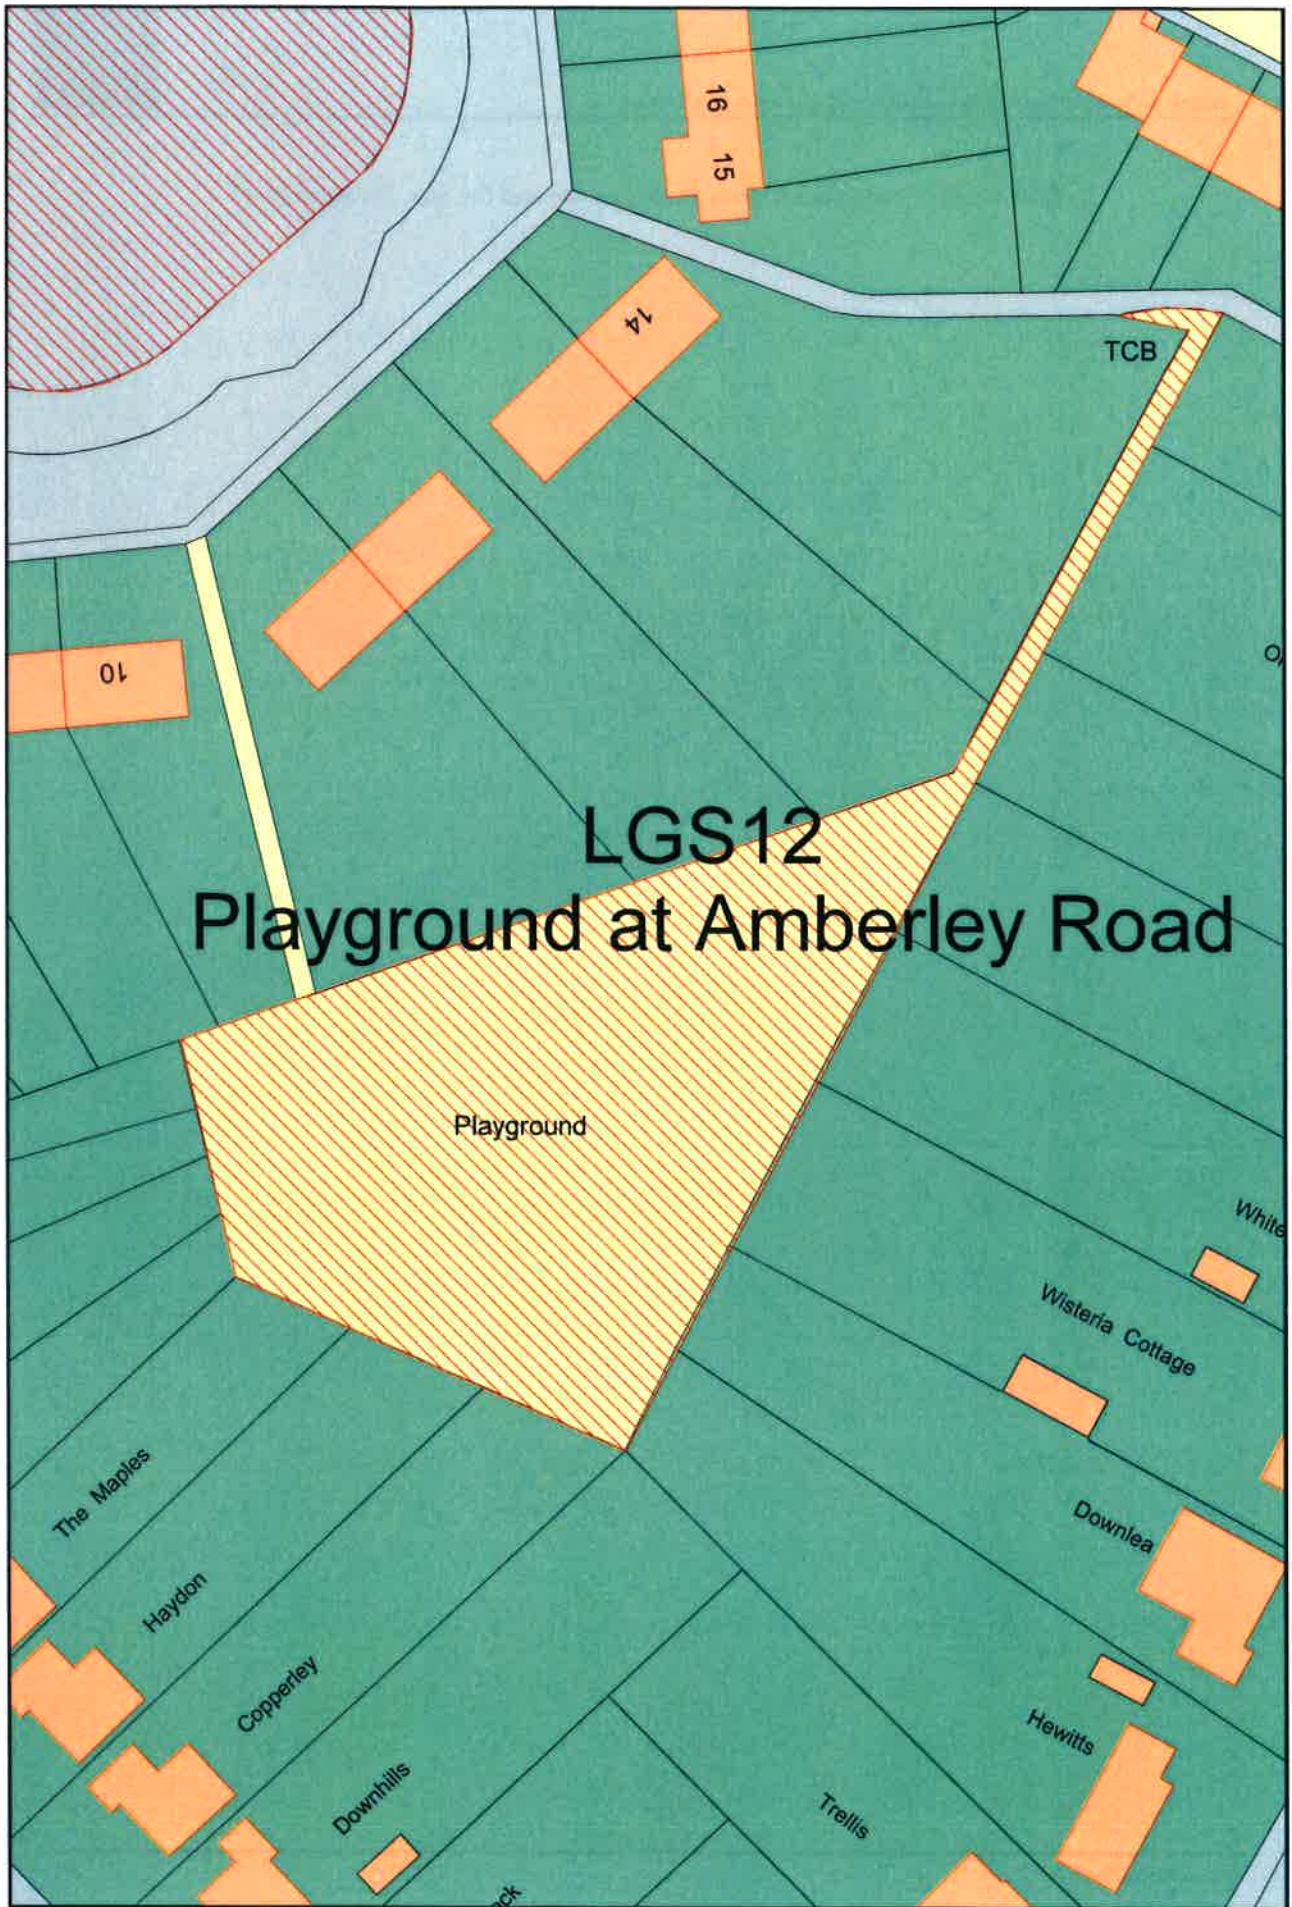 16
15
14
TCB
10
LGS12
Playground at Amberley Road
Playground
Wisteria Cottage
The Maples
Downlea
Haydon
Copperley
Hewitts
Downhills
Trellis